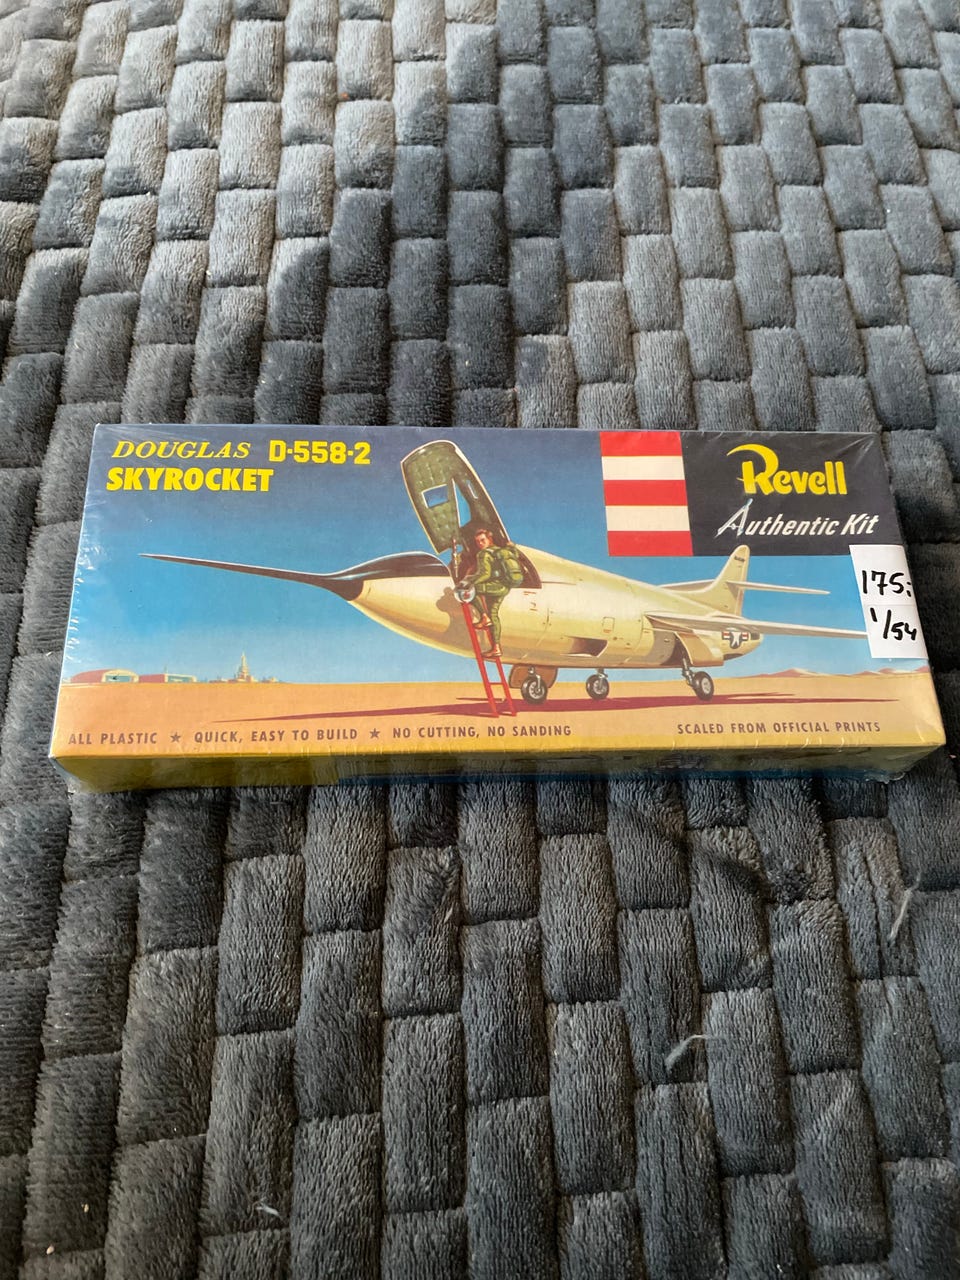 DOUGLAS D-558-2
SKYROCKET
Revell
Authentic Kit
175:
1/54
ALL PLASTIC ★ QUICK, EASY TO BUILD ★ NO CUTTING, NO SANDING
SCALED FROM OFFICIAL PRINTS